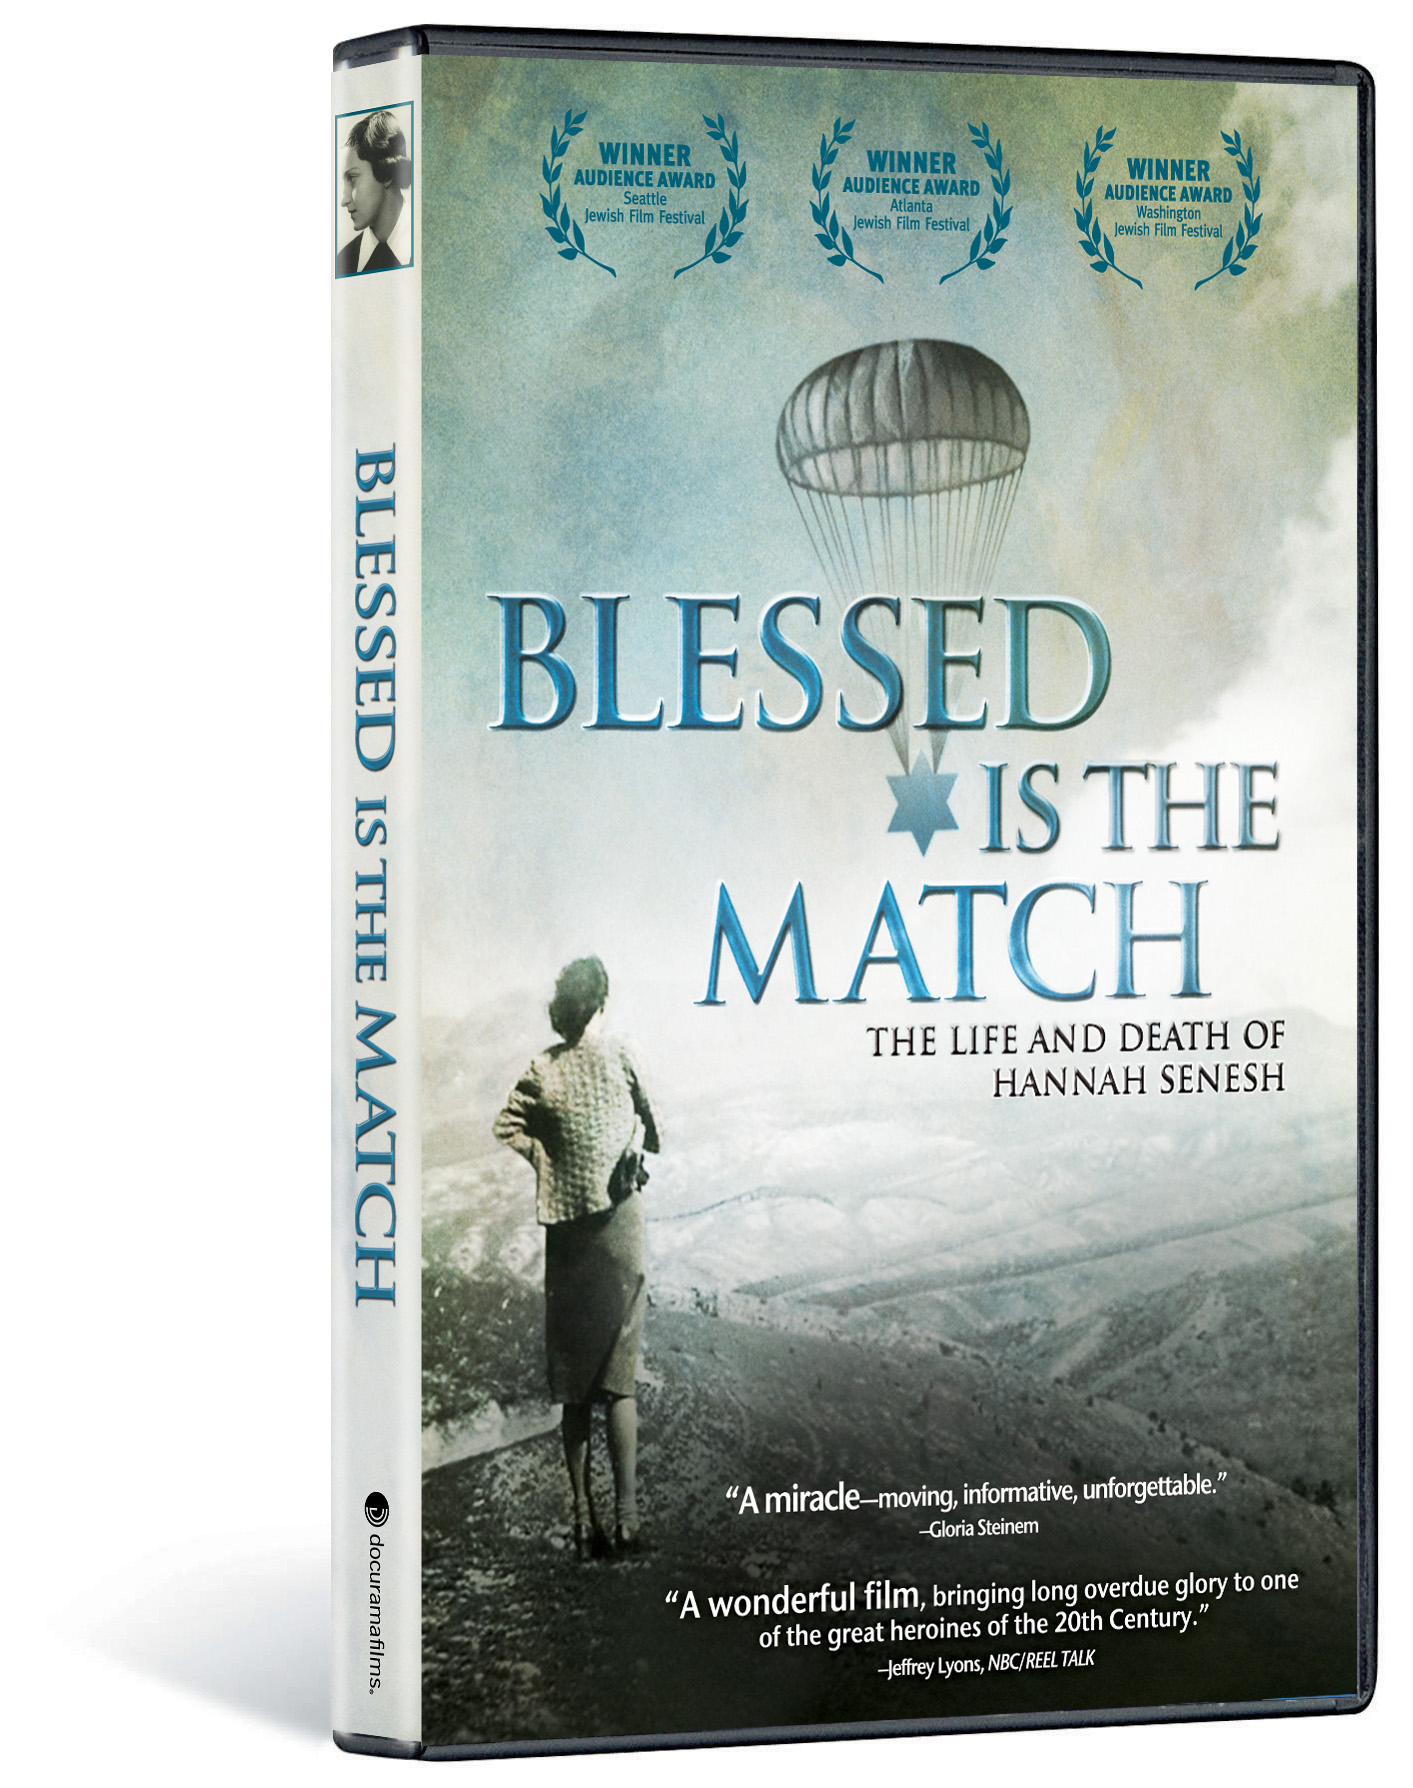 WINNER
AUDIENCE AWARD
Seattle
Jewish Film Festival
WINNER
AUDIENCE AWARD
Atlanta
Jewish Film Festival
WINNER
AUDIENCE AWARD
Washington
Jewish Film Festival
BLESSED
IS THE
MATCH
THE LIFE AND DEATH OF
HANNAH SENESH
“A miracle—moving, informative, unforgettable.”
—Gloria Steinem
“A wonderful film, bringing long overdue glory to one
of the great heroines of the 20th Century.”
—Jeffrey Lyons, NBC/REEL TALK
BLESSED IS THE MATCH
docuramafilms®